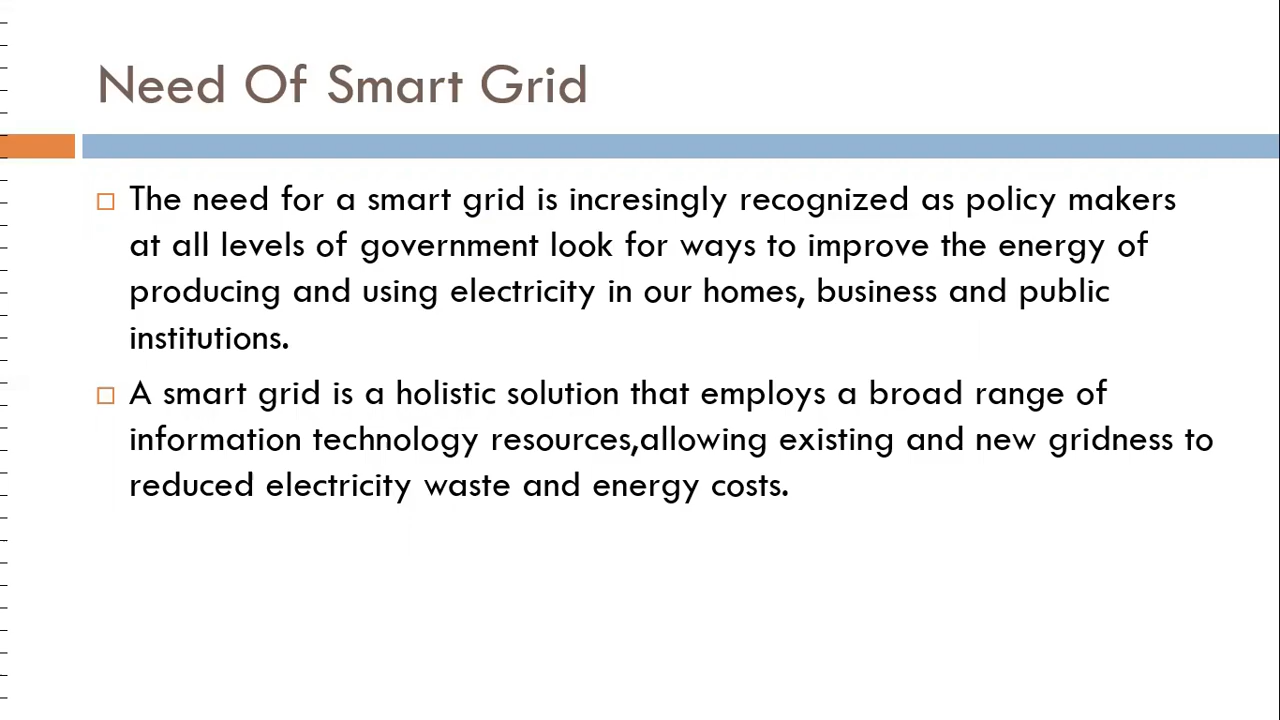 Need Of Smart Grid
The need for a smart grid is incresingly recognized as policy makers
at all levels of government look for ways to improve the energy of
producing and using electricity in our homes, business and public
institutions.
A smart grid is a holistic solution that employs a broad range of
information technology resources,allowing existing and new gridness to
reduced electricity waste and energy costs.